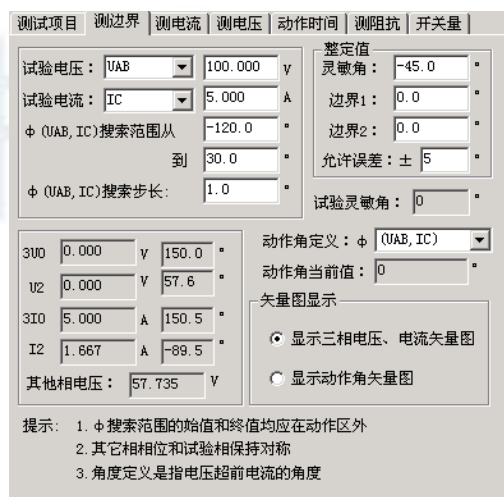 测试项目 测边界 测电流 测电压 动作时间 测阻抗 开关量
试验电压： UAB 100.000 V
试验电流： IC 5.000 A
φ(UAB,IC)搜索范围从 -120.0 °
到 30.0 °
φ(UAB,IC)搜索步长: 1.0 °
整定值
灵敏角： -45.0 °
边界1： 0.0 °
边界2： 0.0 °
允许误差：± 5 °
试验灵敏角： 0 °
3U0 0.000 V 150.0 °
U2 0.000 V 57.6 °
3I0 5.000 A 150.5 °
I2 1.667 A -89.5 °
其他相电压： 57.735 V
动作角定义：φ (UAB,IC)
动作角当前值： 0 °
矢量图显示
显示三相电压、电流矢量图
显示动作角矢量图
提示: 1.φ搜索范围的始值和终值均应在动作区外
2.其它相相位和试验相保持对称
3.角度定义是指电压超前电流的角度